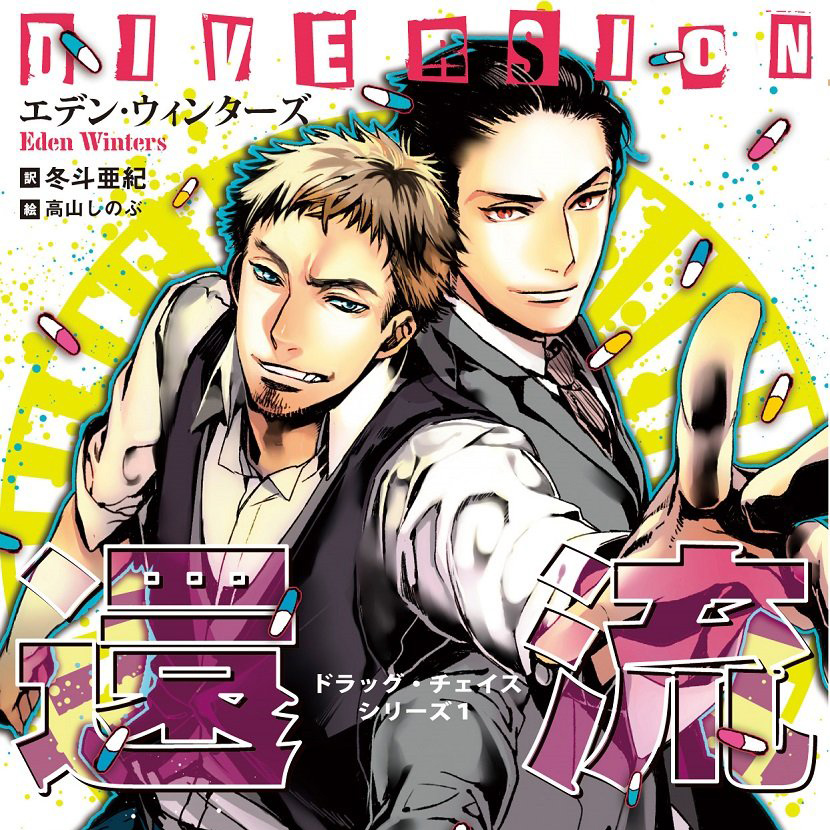 DIVERSION
エデン・ウィンターズ
Eden Winters
訳 冬斗亜紀
絵 高山しのぶ
還流
ドラッグ・チェイス
シリーズ1